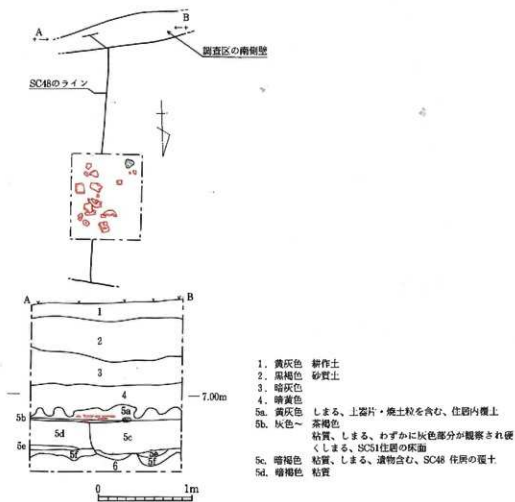 A
B
調査区の南側壁
SC48のライン
A
B
1
2
3
4
7.00m
5a
5b
5d
5c
5e
5e
5f
5f
6
0
1m
1. 黄灰色 耕作土
2. 黒褐色 砂質土
3. 暗灰色
4. 暗黄色
5a. 黄灰色 しまる、土器片・焼土粒を含む、住居内覆土
5b. 灰色～ 茶褐色
粘質、しまる、わずかに灰色部分が観察され硬
くしまる、SC51住居の床面
5c. 暗褐色 粘質、しまる、遺物含む、SC48 住居の覆土
5d. 暗褐色 粘質